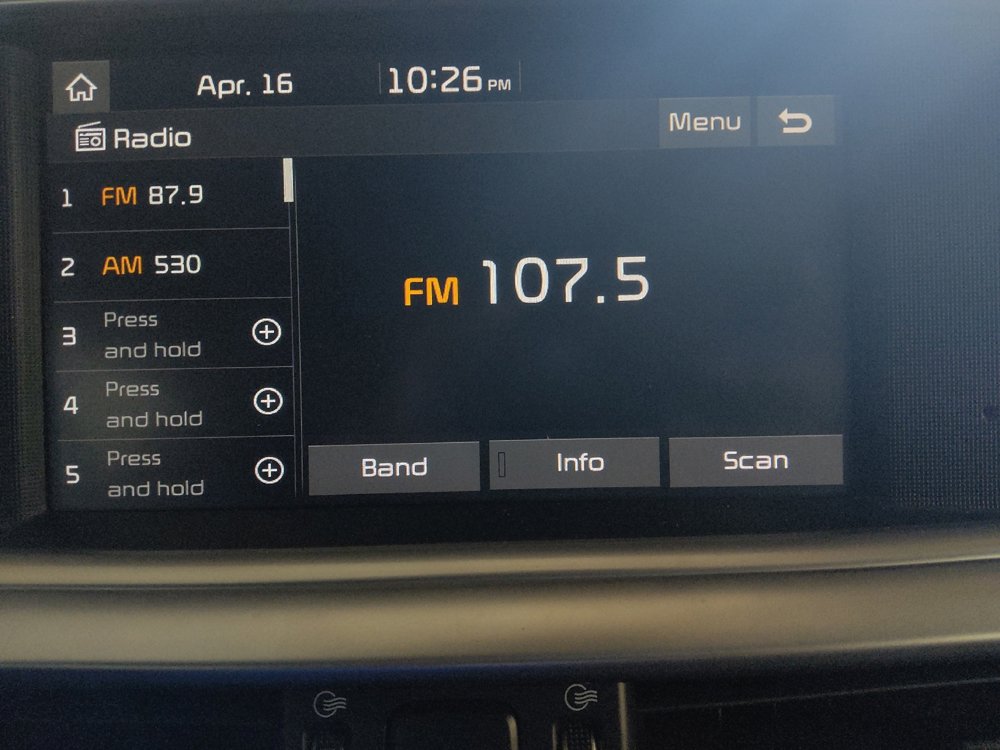 Apr. 16 10:26 PM
Radio Menu
1 FM 87.9
2 AM 530
3 Press
and hold
4 Press
and hold
5 Press
and hold
FM 107.5
Band Info Scan